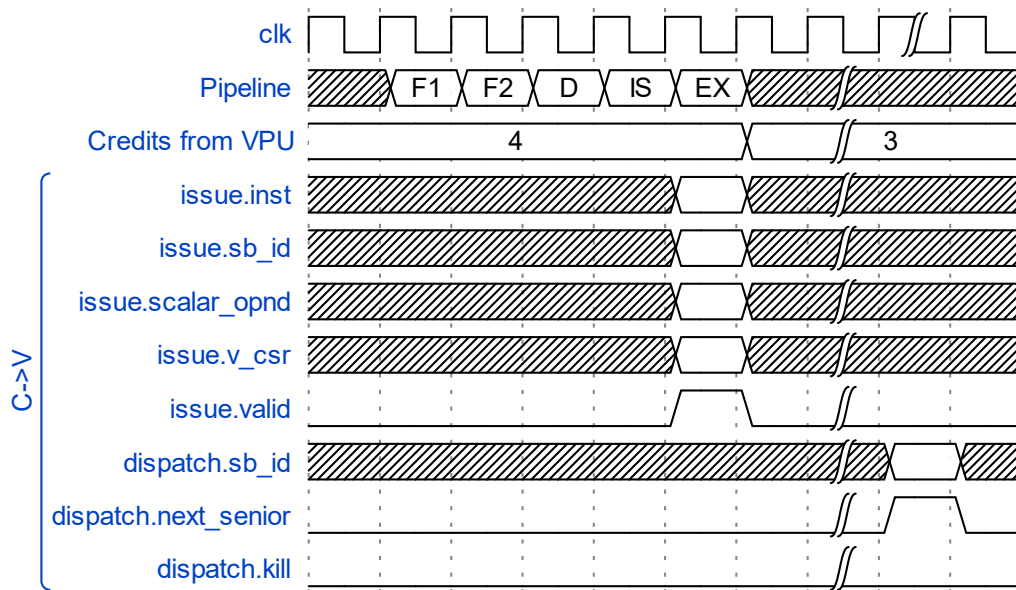 clk
Pipeline F1 F2 D IS EX
Credits from VPU 4 3
C->V
issue.inst
issue.sb_id
issue.scalar_opnd
issue.v_csr
issue.valid
dispatch.sb_id
dispatch.next_senior
dispatch.kill